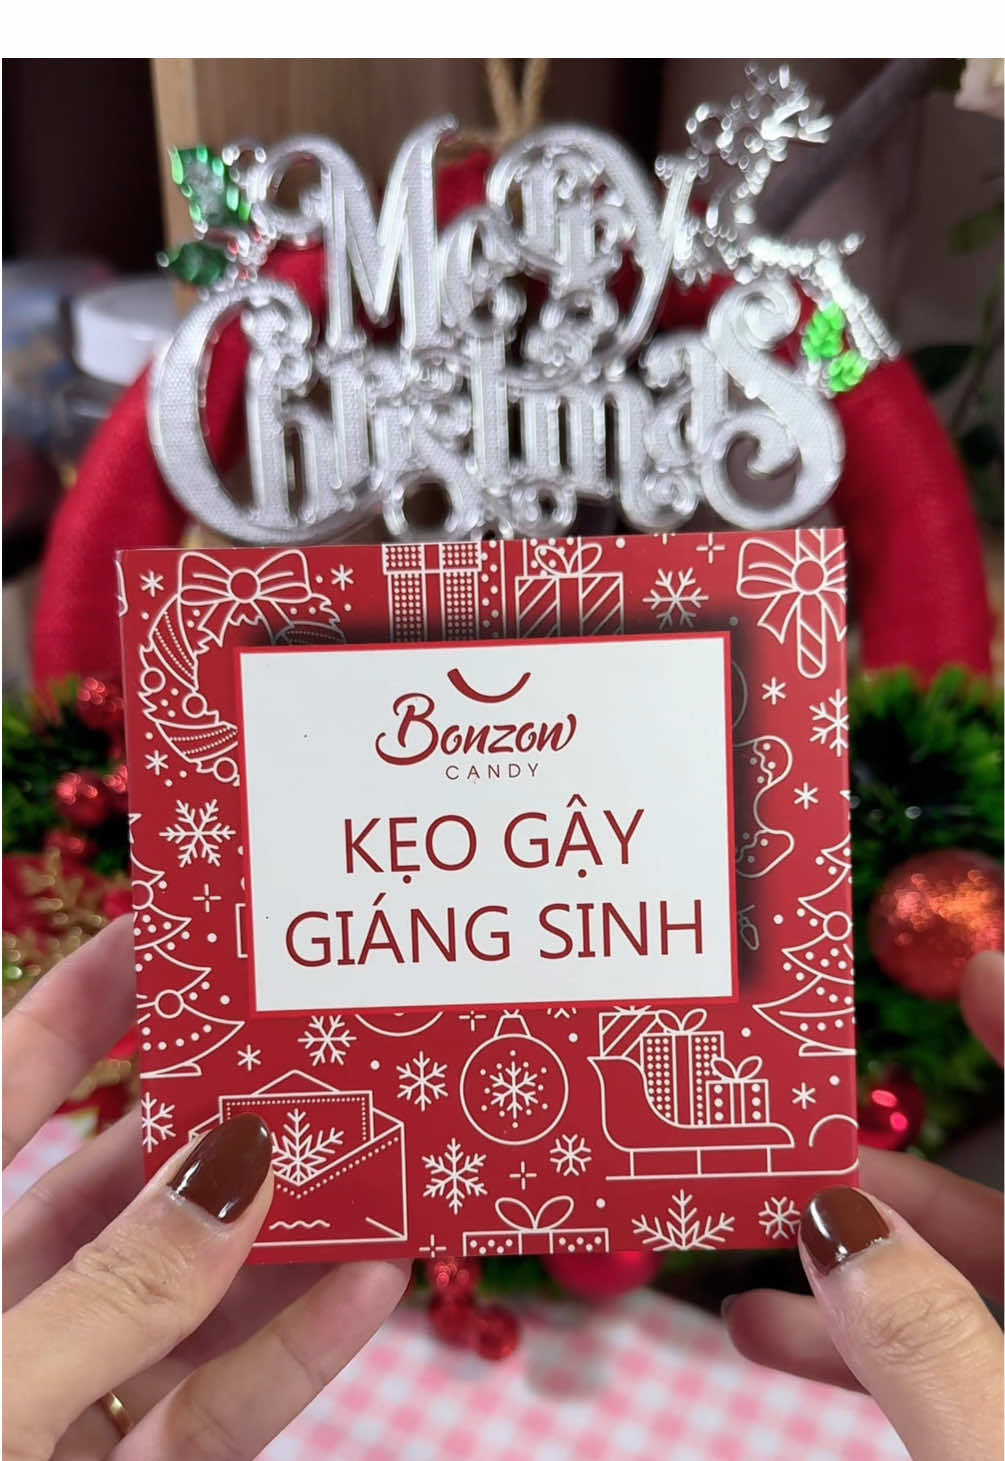 Merry
Christmas
Bonzow
CANDY
KẸO GẬY
GIÁNG SINH